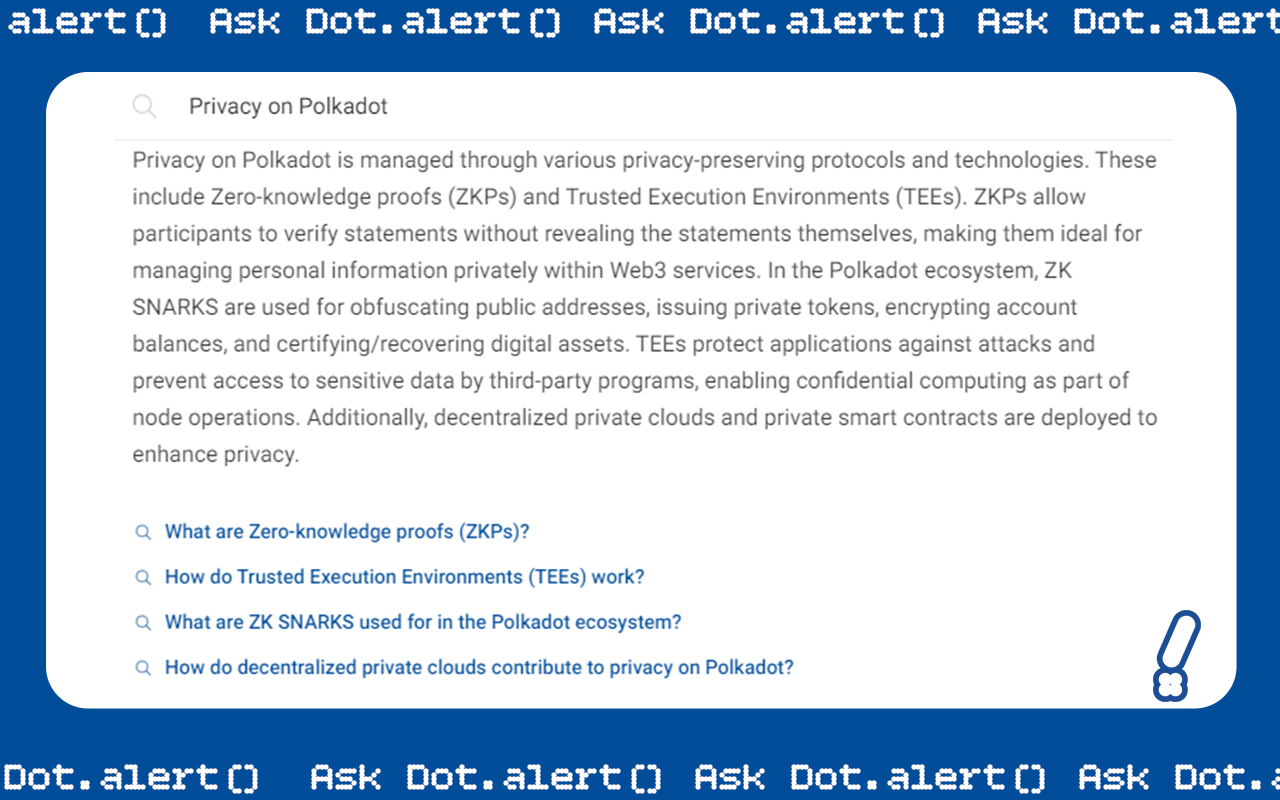 alert() Ask Dot.alert() Ask Dot.alert() Ask Dot.alert
Privacy on Polkadot
Privacy on Polkadot is managed through various privacy-preserving protocols and technologies. These
include Zero-knowledge proofs (ZKPs) and Trusted Execution Environments (TEEs). ZKPs allow
participants to verify statements without revealing the statements themselves, making them ideal for
managing personal information privately within Web3 services. In the Polkadot ecosystem, ZK
SNARKS are used for obfuscating public addresses, issuing private tokens, encrypting account
balances, and certifying/recovering digital assets. TEEs protect applications against attacks and
prevent access to sensitive data by third-party programs, enabling confidential computing as part of
node operations. Additionally, decentralized private clouds and private smart contracts are deployed to
enhance privacy.
What are Zero-knowledge proofs (ZKPs)?
How do Trusted Execution Environments (TEEs) work?
What are ZK SNARKS used for in the Polkadot ecosystem?
How do decentralized private clouds contribute to privacy on Polkadot?
Dot.alert() Ask Dot.alert() Ask Dot.alert() Ask Dot.